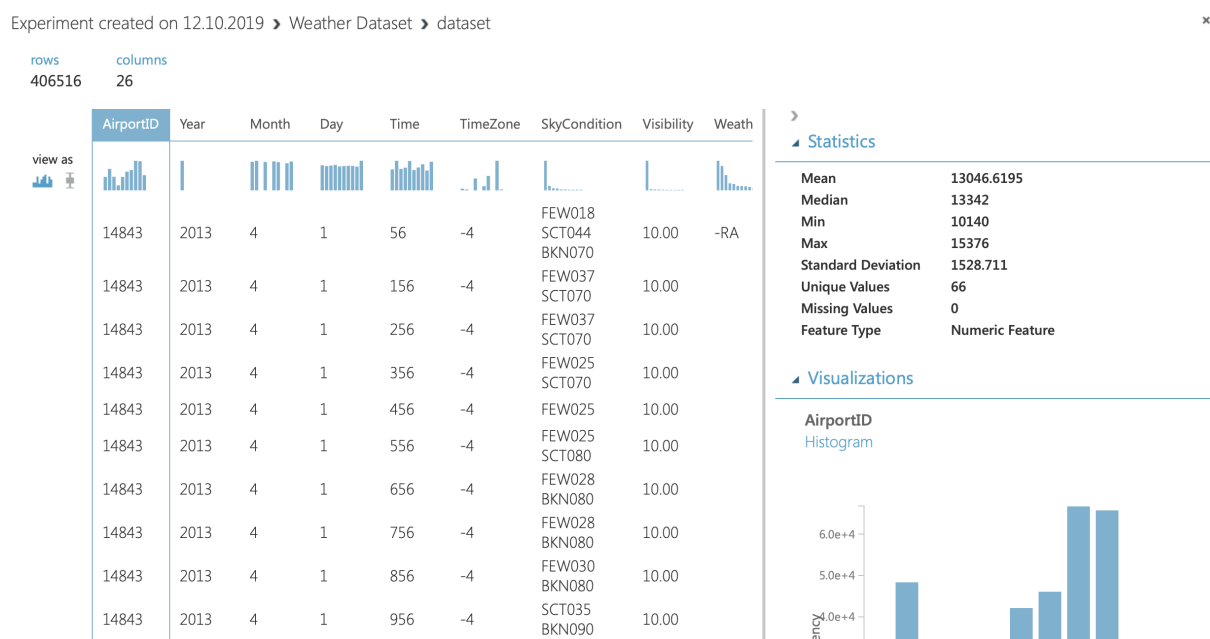 Experiment created on 12.10.2019 › Weather Dataset › dataset
×
rows columns
406516 26
AirportID Year Month Day Time TimeZone SkyCondition Visibility Weath
view as
14843 2013 4 1 56 -4 FEW018 SCT044 BKN070 10.00 -RA
14843 2013 4 1 156 -4 FEW037 SCT070 10.00
14843 2013 4 1 256 -4 FEW037 SCT070 10.00
14843 2013 4 1 356 -4 FEW025 SCT070 10.00
14843 2013 4 1 456 -4 FEW025 10.00
14843 2013 4 1 556 -4 FEW025 SCT080 10.00
14843 2013 4 1 656 -4 FEW028 BKN080 10.00
14843 2013 4 1 756 -4 FEW028 BKN080 10.00
14843 2013 4 1 856 -4 FEW030 BKN080 10.00
14843 2013 4 1 956 -4 SCT035 BKN090 10.00
Statistics
Mean 13046.6195
Median 13342
Min 10140
Max 15376
Standard Deviation 1528.711
Unique Values 66
Missing Values 0
Feature Type Numeric Feature
Visualizations
AirportID
Histogram
6.0e+4
5.0e+4
4.0e+4
ency